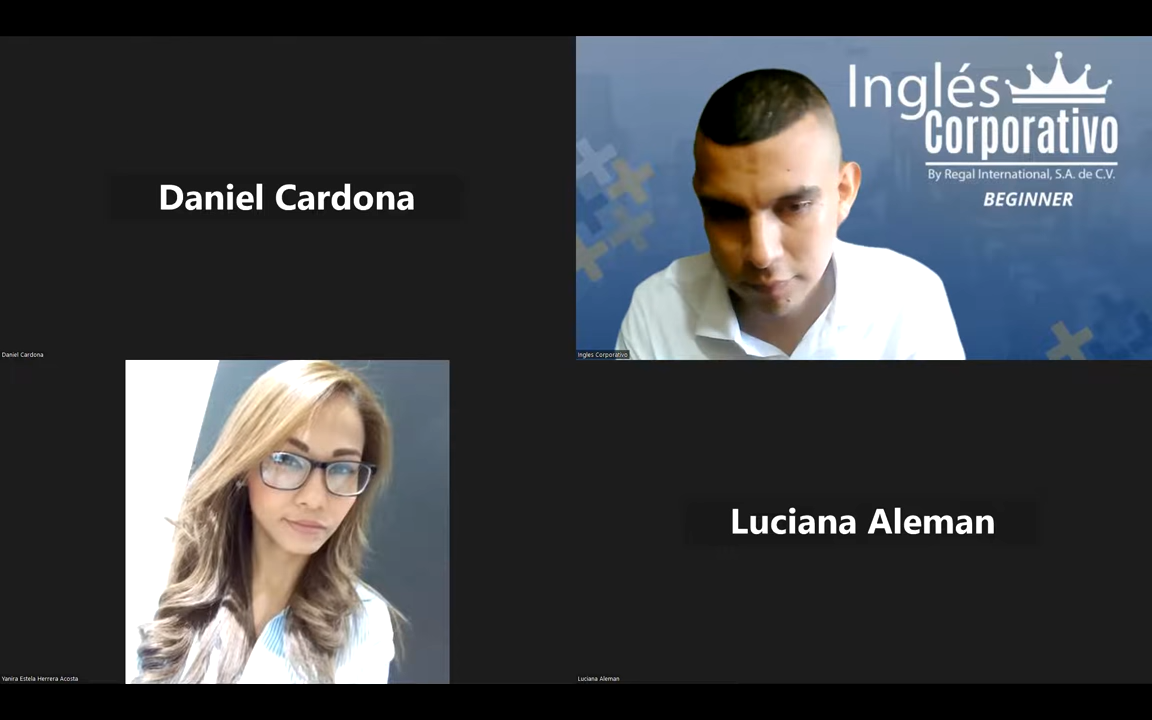 Daniel Cardona
Daniel Cardona
Inglés
Corporativo
By Regal International, S.A. de C.V.
BEGINNER
Ingles Corporativo
Yanira Estela Herrera Acosta
Luciana Aleman
Luciana Aleman